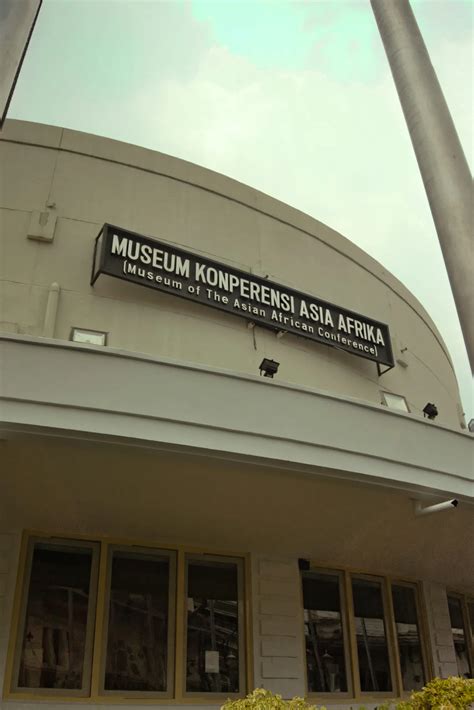 MUSEUM KONPERENSI ASIA AFRIKA
(Museum of The Asian African Conference)